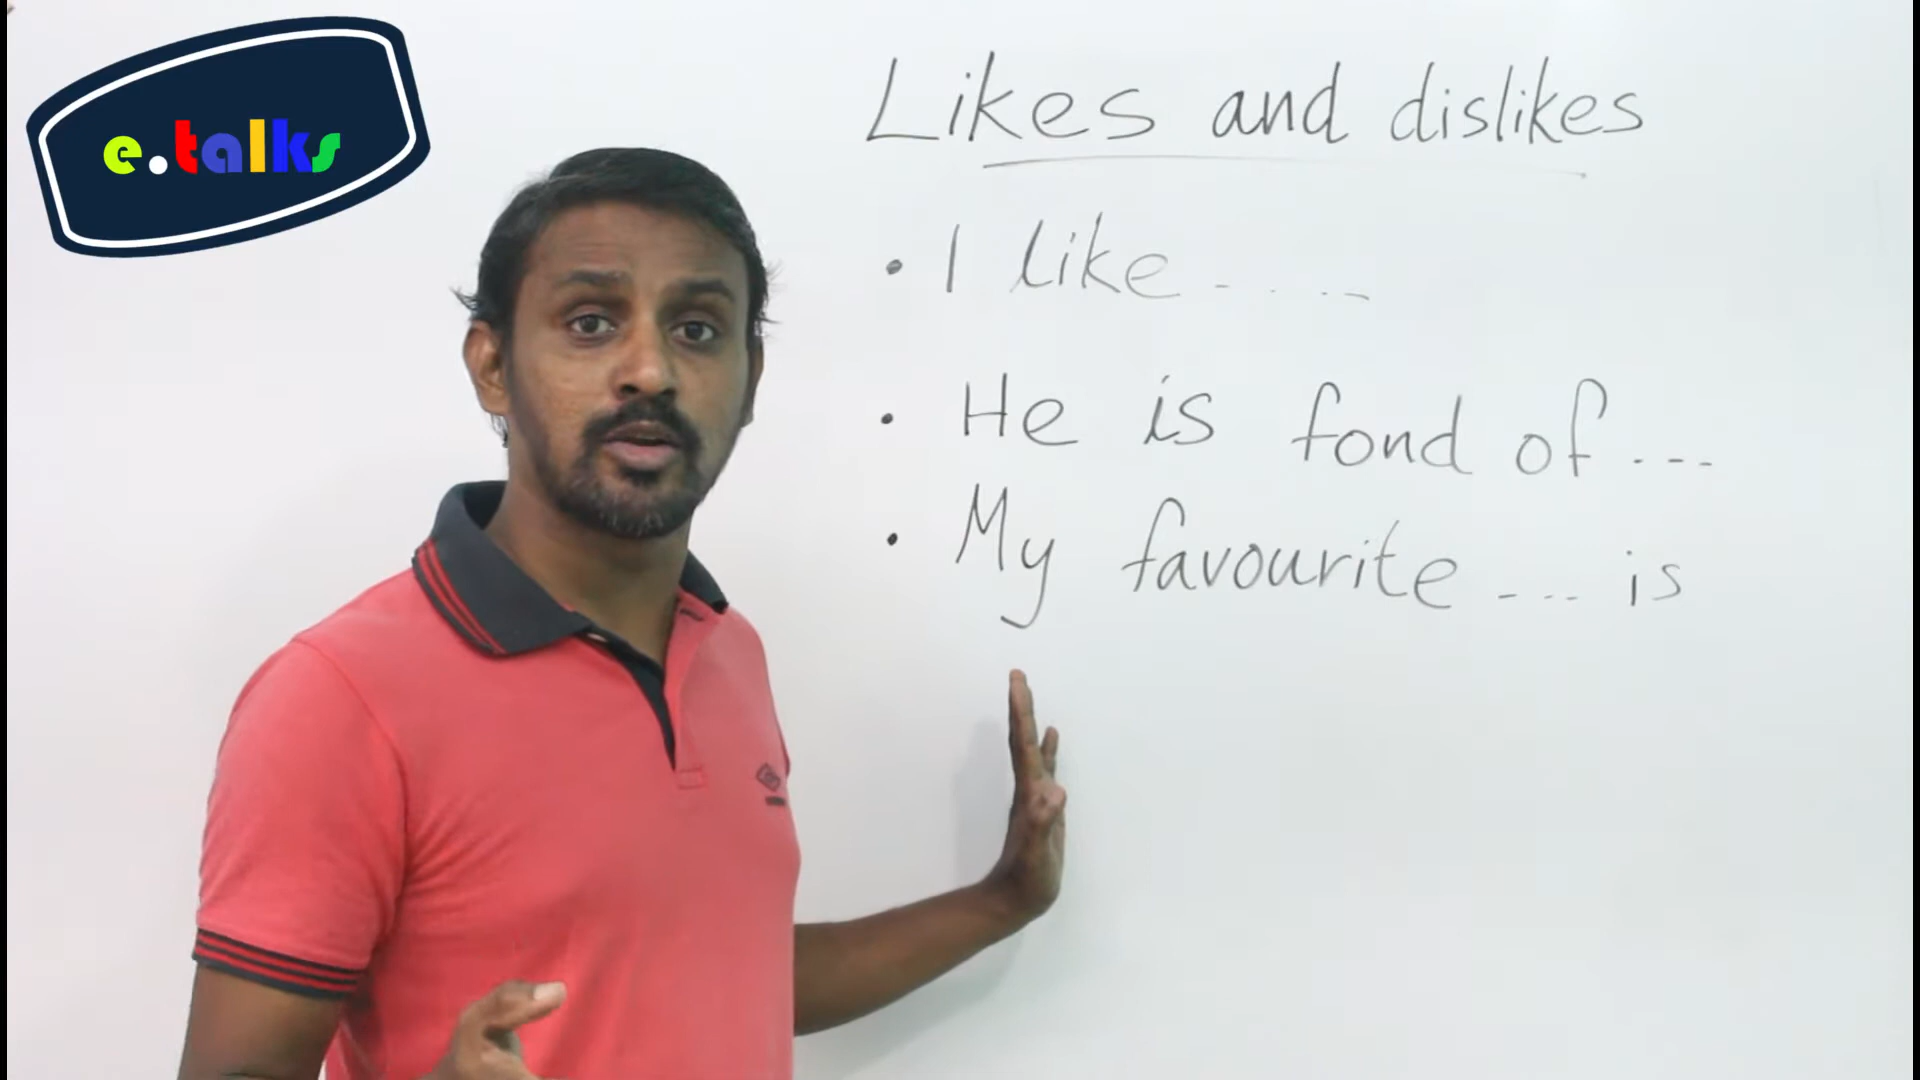 e.talks
Likes and dislikes
• I like .....
• He is fond of ...
• My favourite .... is